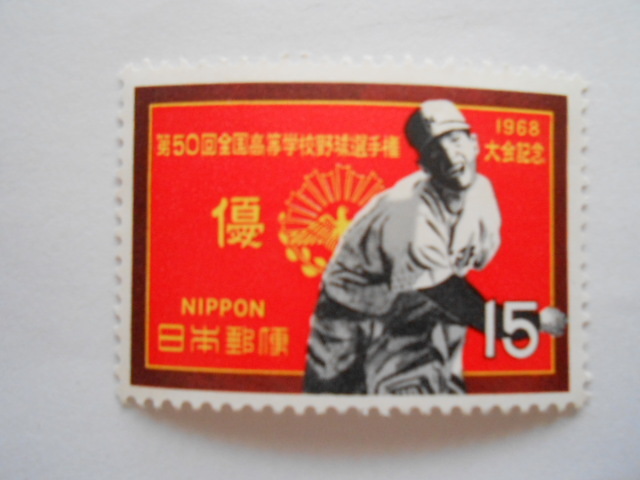 第50回全国高等学校野球選手権
1968
大会記念
優
NIPPON
日本郵便
15